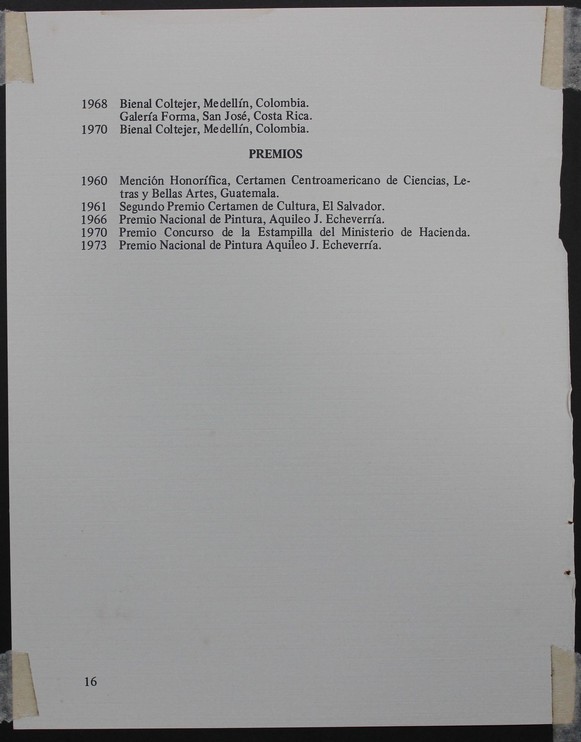 1968 Bienal Coltejer, Medellín, Colombia.
Galería Forma, San José, Costa Rica.
1970 Bienal Coltejer, Medellín, Colombia.
PREMIOS
1960 Mención Honorífica, Certamen Centroamericano de Ciencias, Le-
tras y Bellas Artes, Guatemala.
1961 Segundo Premio Certamen de Cultura, El Salvador.
1966 Premio Nacional de Pintura, Aquileo J. Echeverría.
1970 Premio Concurso de la Estampilla del Ministerio de Hacienda.
1973 Premio Nacional de Pintura Aquileo J. Echeverría.
16